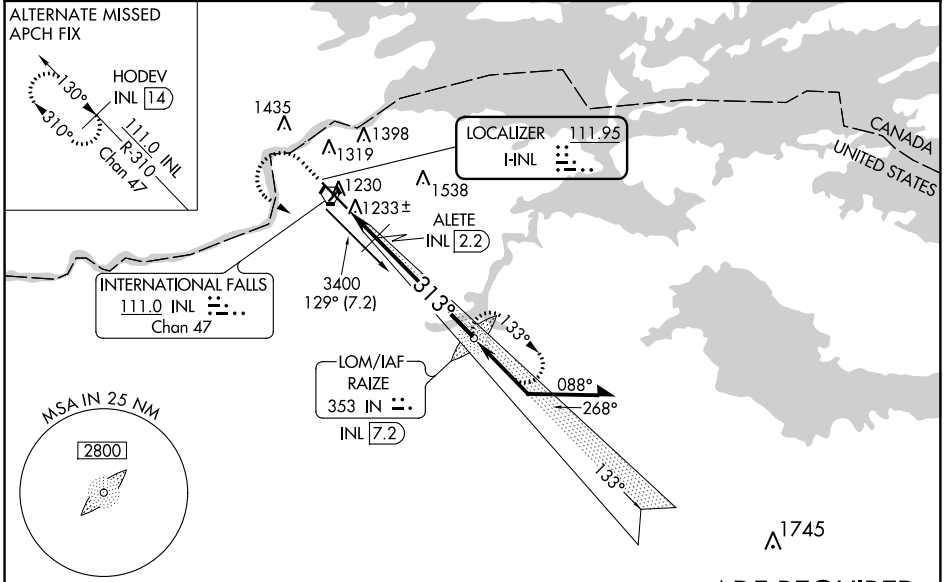 ALTERNATE MISSED
APCH FIX
HODEV
INL 14
130°
310°
111.0 INL
R-310
Chan 47
1435
1398
1319
1230
1233±
1538
LOCALIZER 111.95
I-INL
CANADA
UNITED STATES
ALETE
INL 2.2
INTERNATIONAL FALLS
111.0 INL
Chan 47
3400
129° (7.2)
313°
133°
LOM/IAF
RAIZE
353 IN
INL 7.2
088°
268°
133°
MSA IN 25 NM
2800
1745